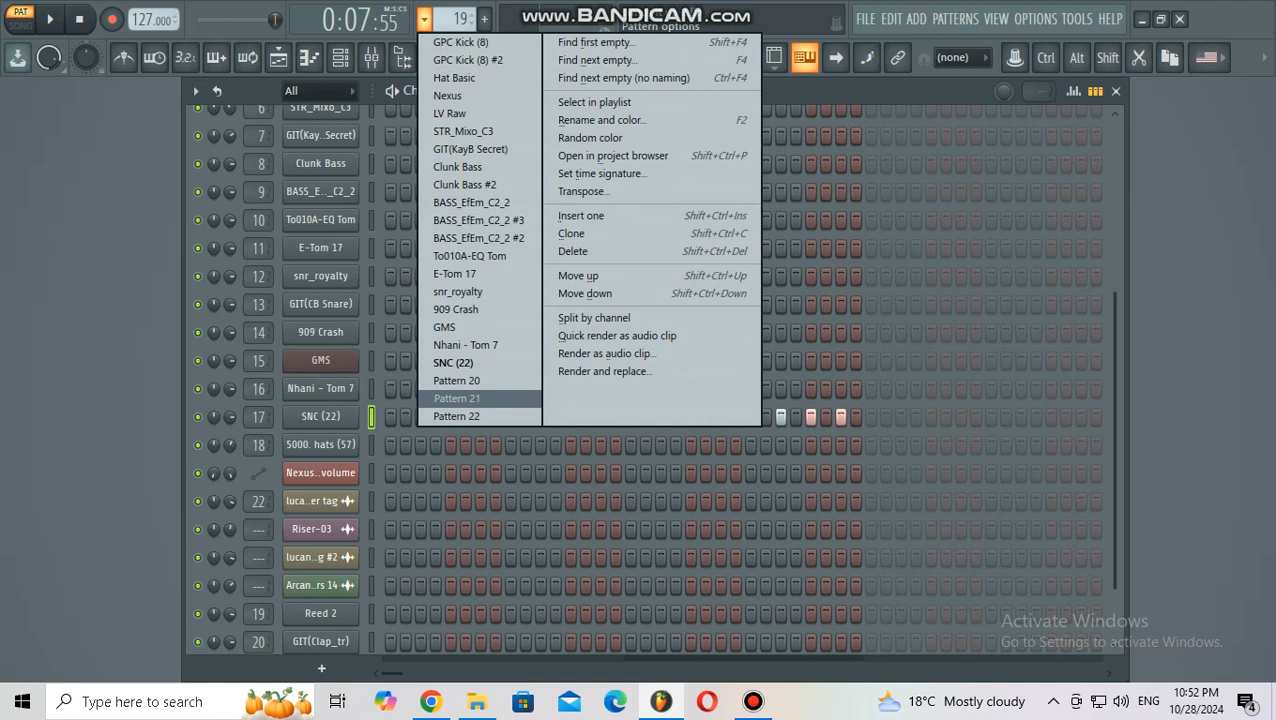 PAT
127.000
0:07:55
M:S:CS
19
www.BANDICAM.com
Pattern options
FILE EDIT ADD PATTERNS VIEW OPTIONS TOOLS HELP
3.2:
(none)
Ctrl
Alt
Shift
All
Ch
GPC Kick (8)
GPC Kick (8) #2
Hat Basic
Nexus
LV Raw
STR_Mixo_C3
GIT(KayB Secret)
Clunk Bass
Clunk Bass #2
BASS_EfEm_C2_2
BASS_EfEm_C2_2 #3
BASS_EfEm_C2_2 #2
To010A-EQ Tom
E-Tom 17
snr_royalty
909 Crash
GMS
Nhani - Tom 7
SNC (22)
Pattern 20
Pattern 21
Pattern 22
Find first empty... Shift+F4
Find next empty... F4
Find next empty (no naming) Ctrl+F4
Select in playlist
Rename and color... F2
Random color
Open in project browser Shift+Ctrl+P
Set time signature...
Transpose...
Insert one Shift+Ctrl+Ins
Clone Shift+Ctrl+C
Delete Shift+Ctrl+Del
Move up Shift+Ctrl+Up
Move down Shift+Ctrl+Down
Split by channel
Quick render as audio clip
Render as audio clip...
Render and replace...
6 STR_Mixo_C3
7 GIT(Kay..Secret)
8 Clunk Bass
9 BASS_E.._C2_2
10 To010A-EQ Tom
11 E-Tom 17
12 snr_royalty
13 GIT(CB Snare)
14 909 Crash
15 GMS
16 Nhani - Tom 7
17 SNC (22)
18 5000. hats (57)
Nexus..volume
22 luca..er tag
--- Riser-03
--- lucan..g #2
--- Arcan..rs 14
19 Reed 2
20 GIT(Clap_tr)
+
Activate Windows
Go to Settings to activate Windows.
Type here to search
18°C Mostly cloudy
ENG
10:52 PM
10/28/2024
4